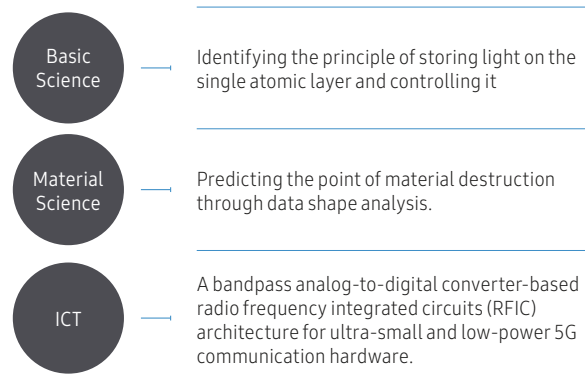 Basic
Science
Identifying the principle of storing light on the
single atomic layer and controlling it
Material
Science
Predicting the point of material destruction
through data shape analysis.
ICT
A bandpass analog-to-digital converter-based
radio frequency integrated circuits (RFIC)
architecture for ultra-small and low-power 5G
communication hardware.